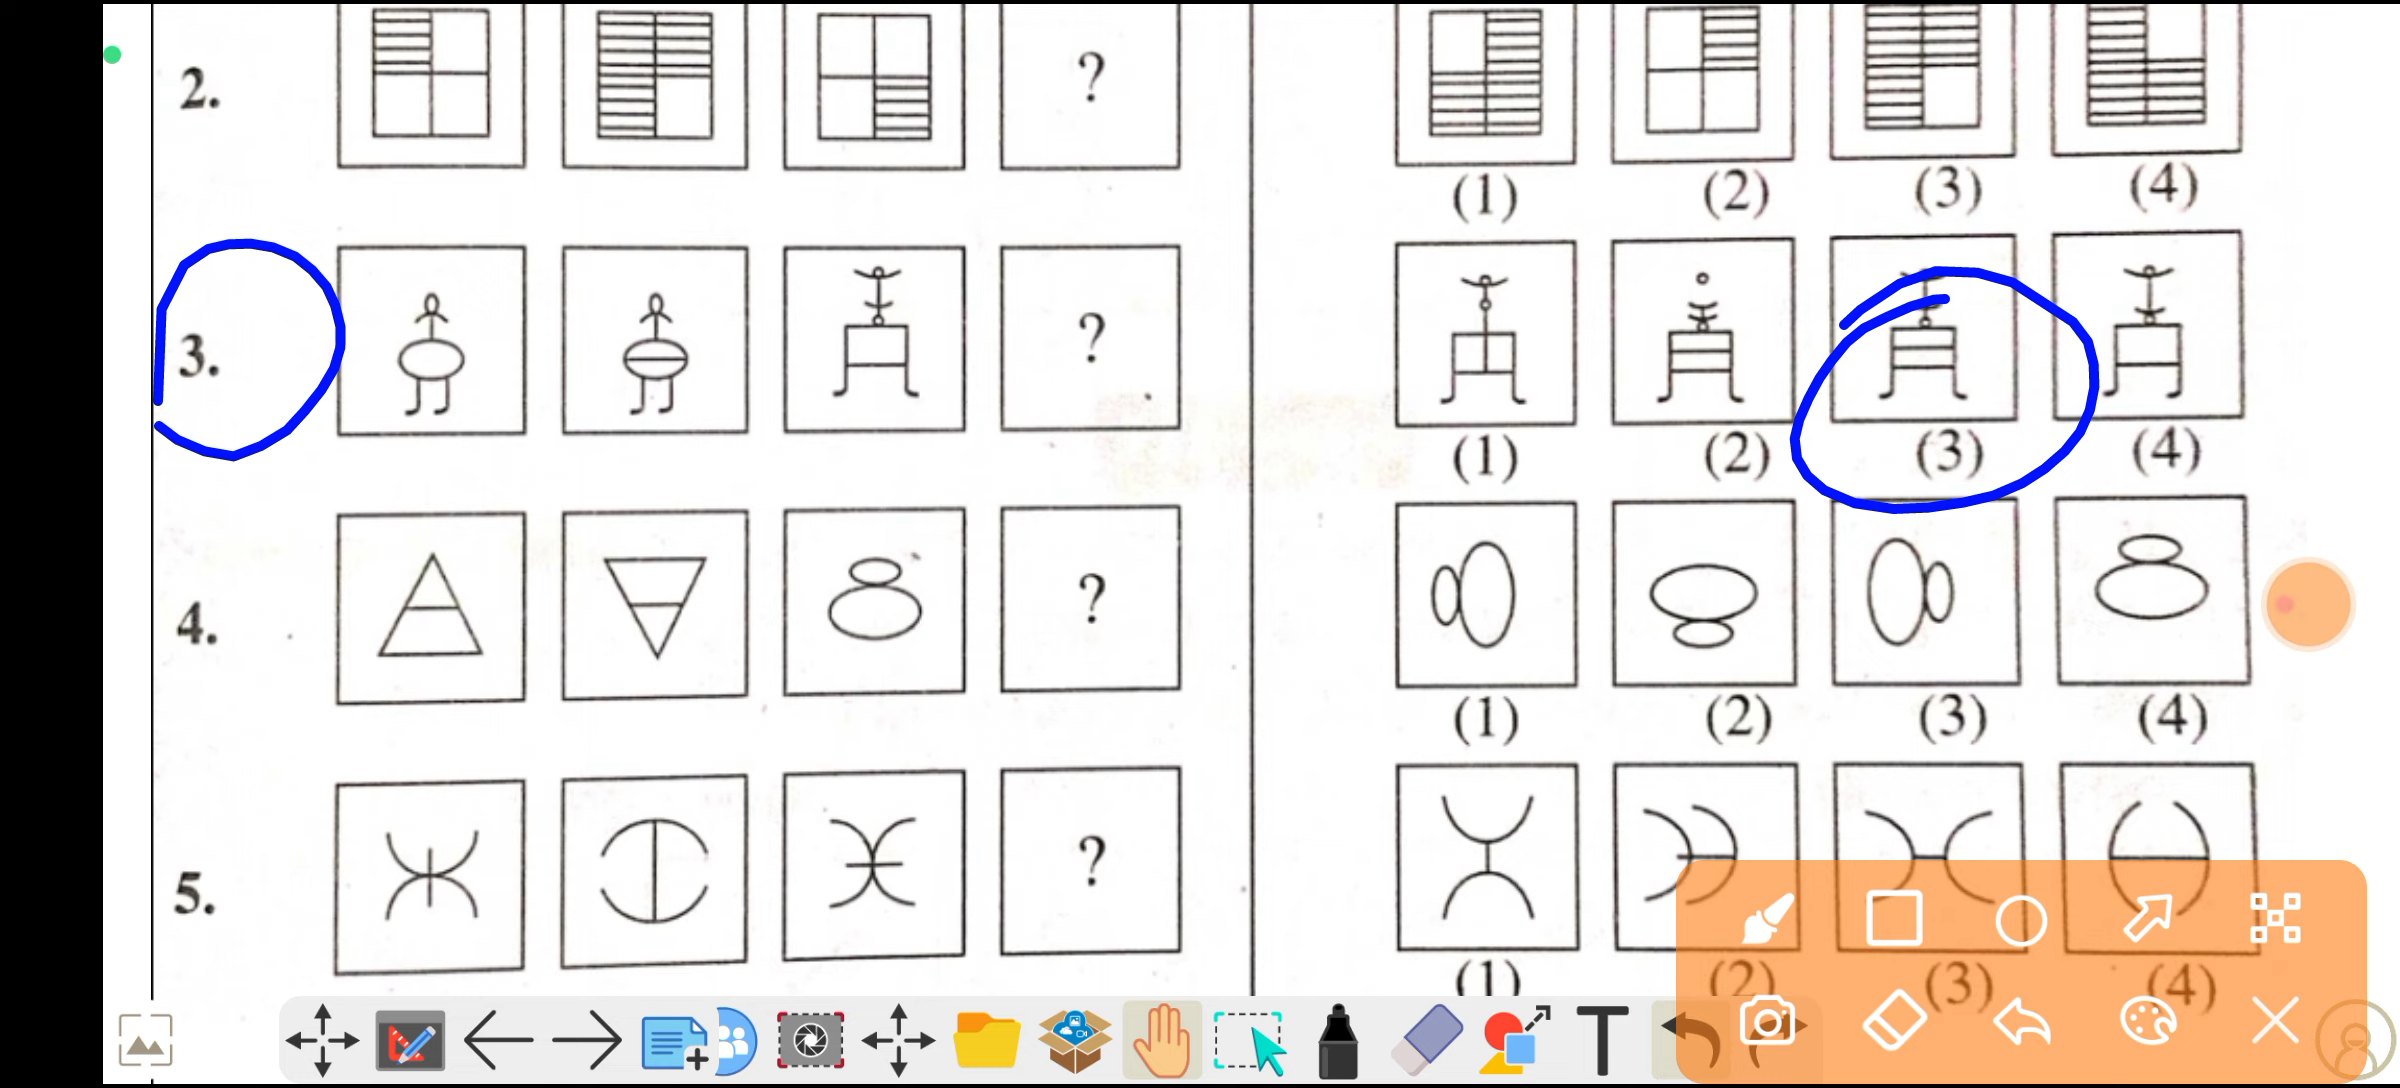 2.
?
(1) (2) (3) (4)
3.
?
(1) (2) (3) (4)
4.
?
(1) (2) (3) (4)
5.
?
(1) (2) (3) (4)
T